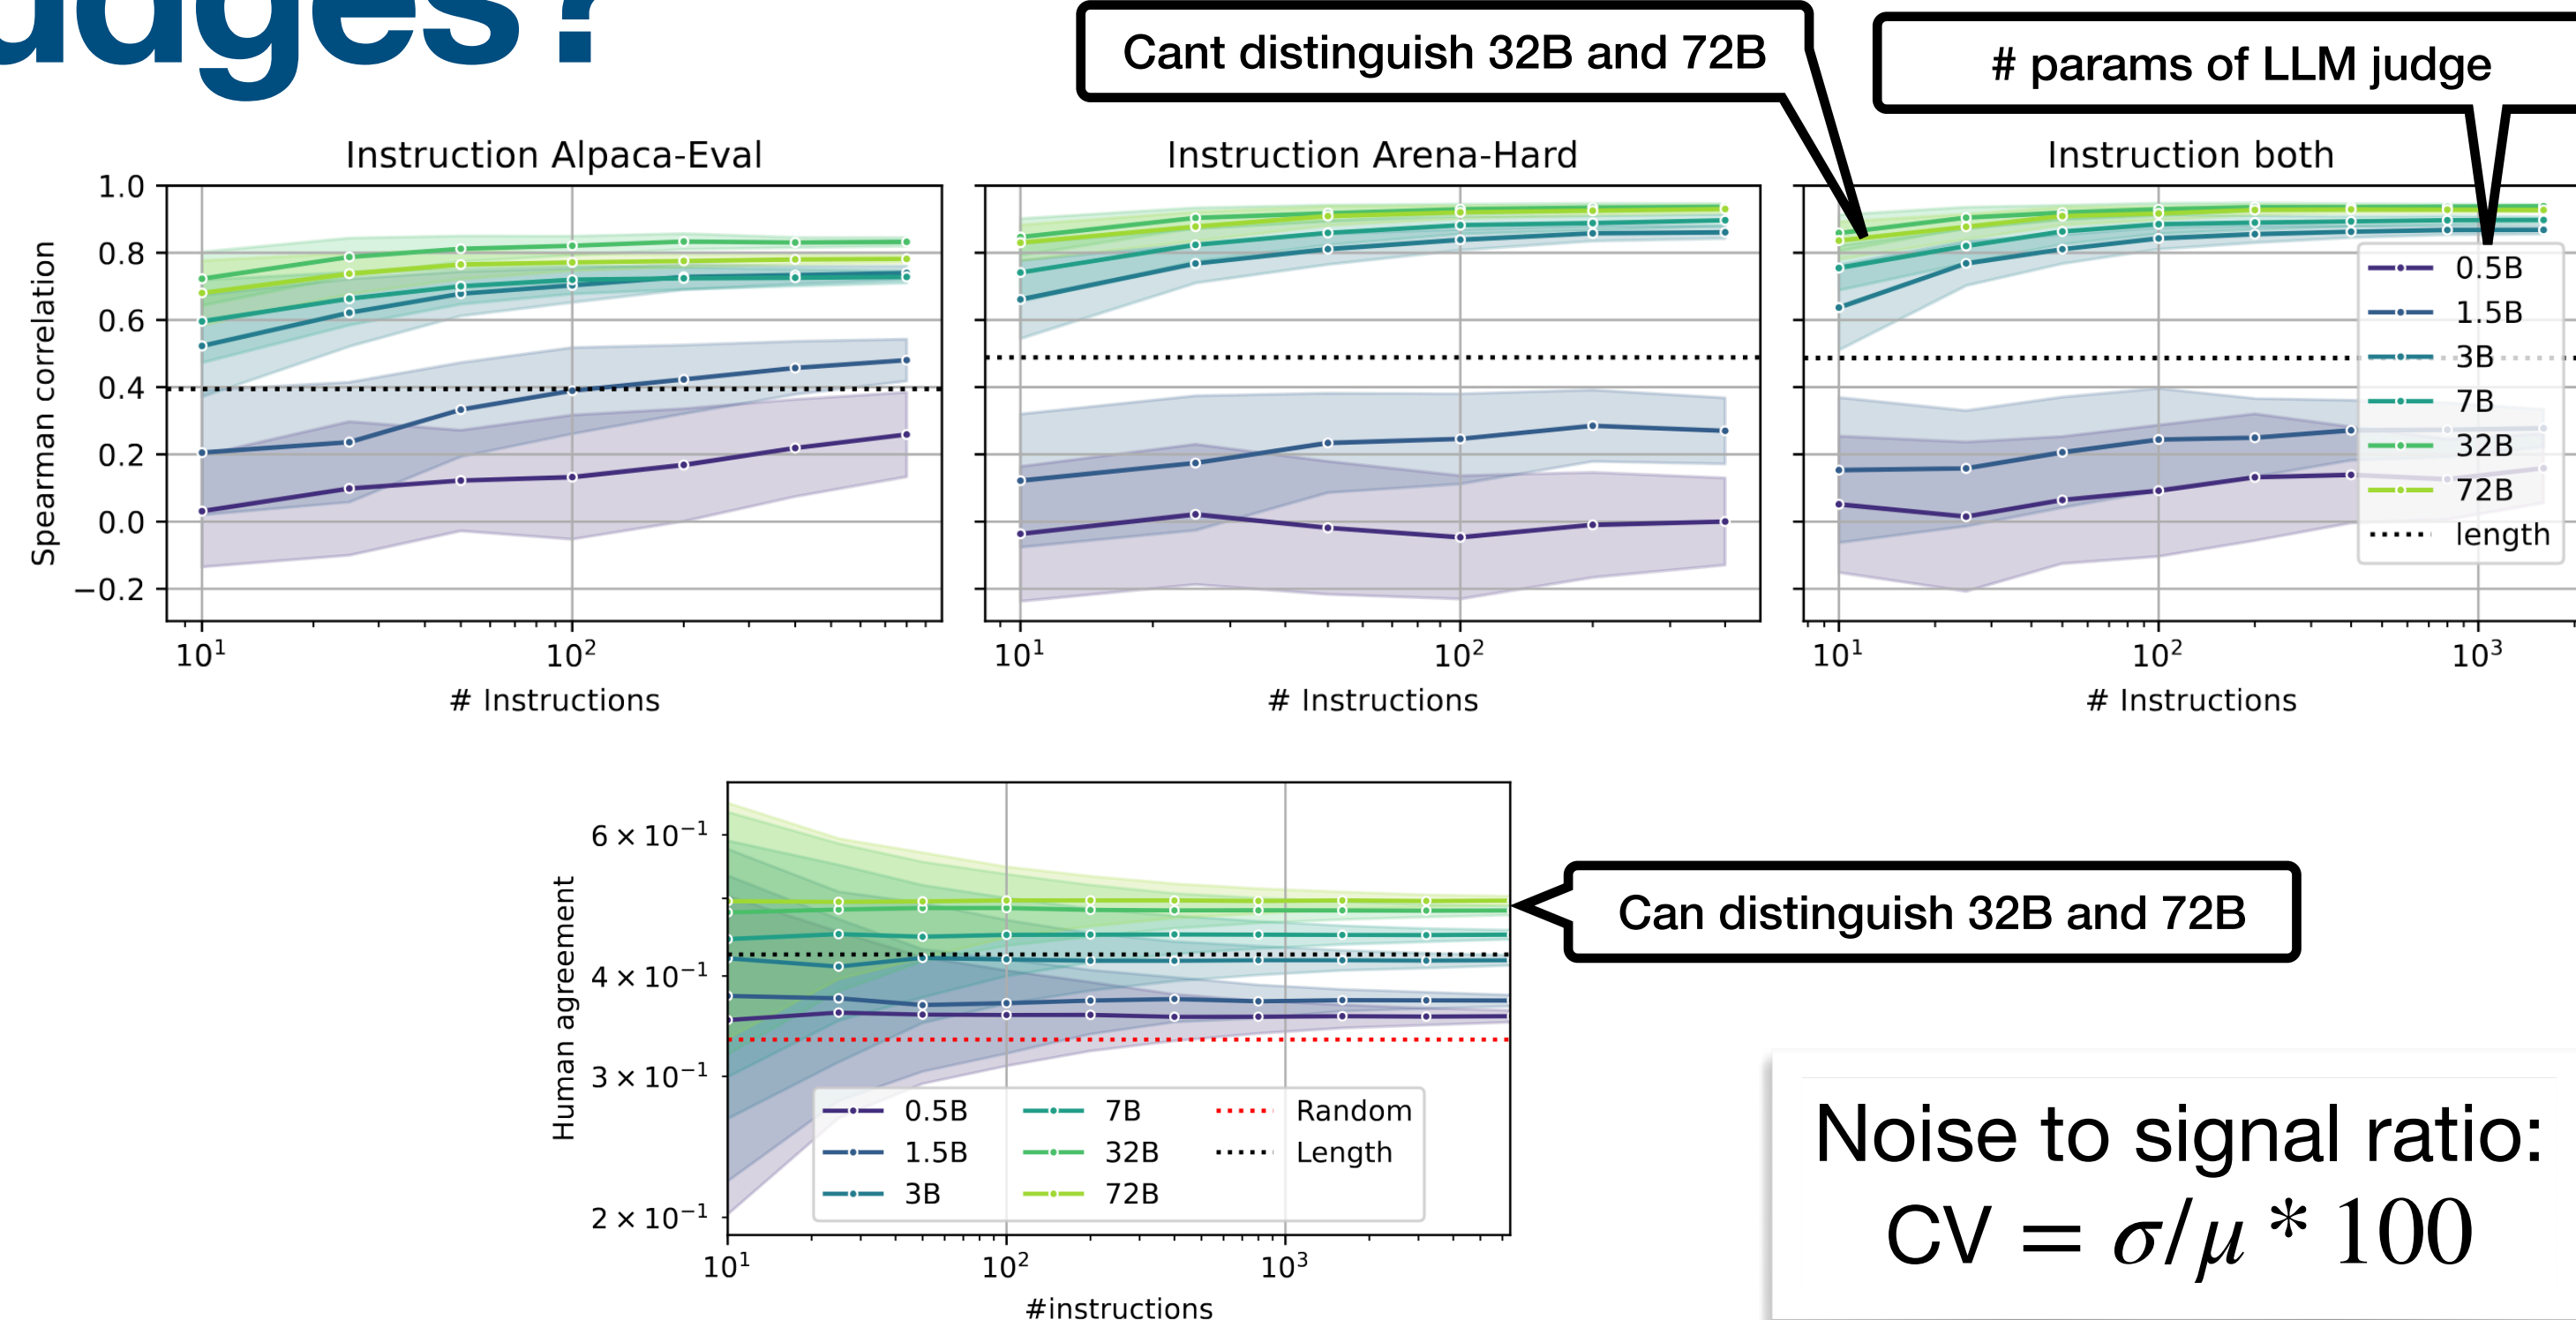 udges?
Cant distinguish 32B and 72B
# params of LLM judge
Instruction Alpaca-Eval
Instruction Arena-Hard
Instruction both
Spearman correlation
1.0
0.8
0.6
0.4
0.2
0.0
−0.2
10¹
10²
# Instructions
10¹
10²
# Instructions
10¹
10²
10³
# Instructions
0.5B
1.5B
3B
7B
32B
72B
length
Human agreement
6 × 10⁻¹
4 × 10⁻¹
3 × 10⁻¹
2 × 10⁻¹
10¹
10²
10³
#instructions
0.5B
1.5B
3B
7B
32B
72B
Random
Length
Can distinguish 32B and 72B
Noise to signal ratio:
CV = σ/μ * 100